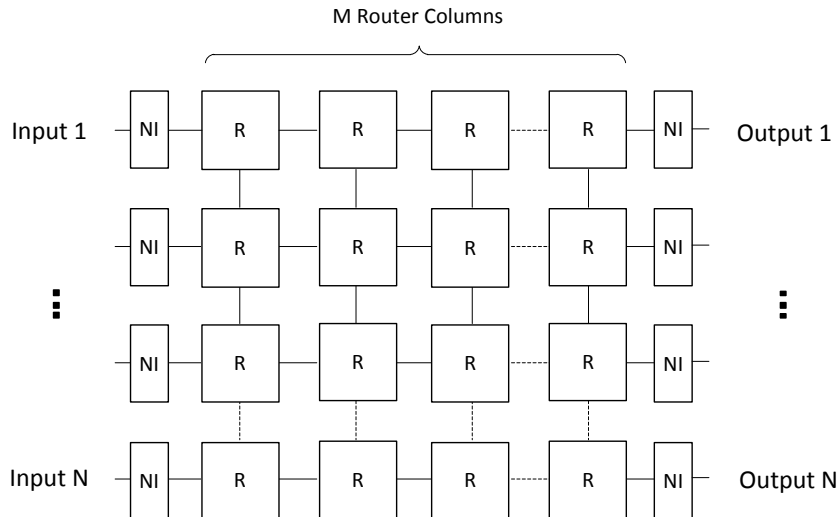 M Router Columns
Input 1 NI R R R R NI Output 1
NI R R R R NI
NI R R R R NI
Input N NI R R R R NI Output N